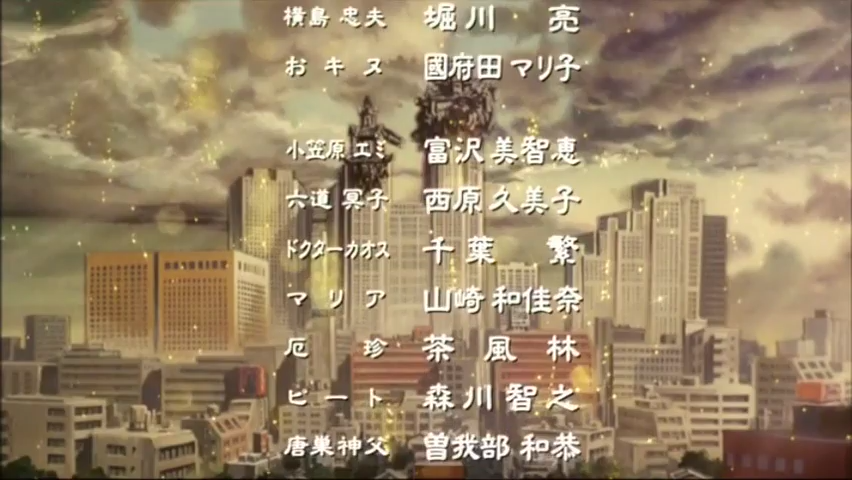 横島 忠夫 堀川 亮
おキヌ 國府田 マリ子
小笠原 エミ 富沢 美智恵
六道 冥子 西原 久美子
ドクターカオス 千葉 繁
マリア 山崎 和佳奈
厄珍 茶風林
ピート 森川 智之
唐巣神父 曽我部 和恭